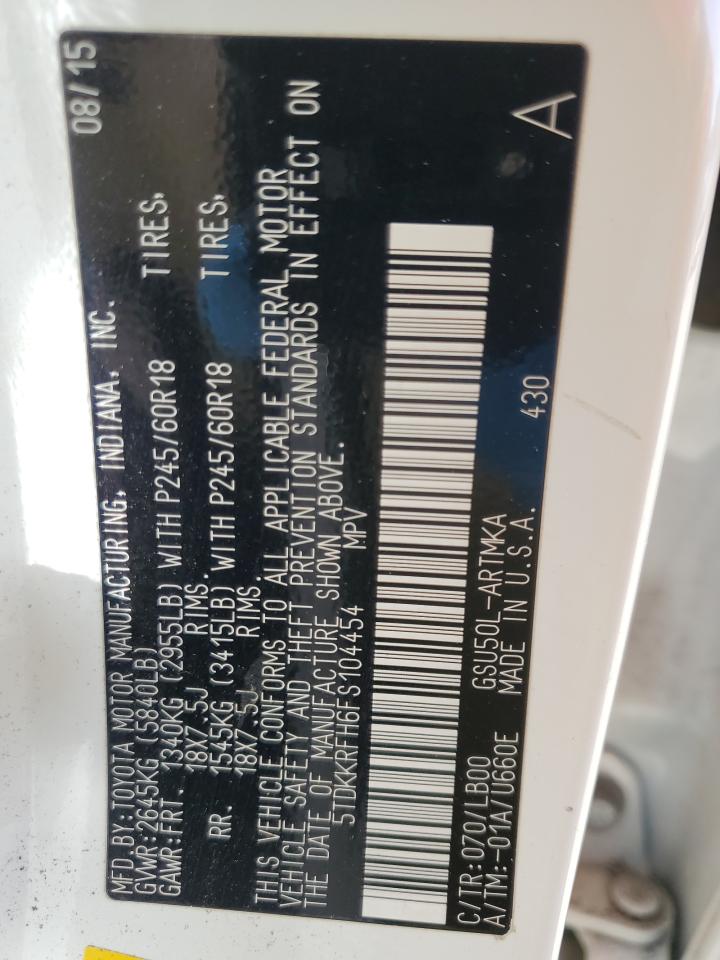 MFD.BY:TOYOTA MOTOR MANUFACTURING, INDIANA, INC. 08/15
GVWR:2645KG (5840LB)
GAWR:FRT. 1340KG (2955LB) WITH P245/60R18 TIRES,
18X7.5J RIMS.
RR. 1545KG (3415LB) WITH P245/60R18 TIRES,
18X7.5J RIMS.
THIS VEHICLE CONFORMS TO ALL APPLICABLE FEDERAL MOTOR
VEHICLE SAFETY AND THEFT PREVENTION STANDARDS IN EFFECT ON
THE DATE OF MANUFACTURE SHOWN ABOVE.
5TDKKRFH6FS104454 MPV
C/TR:070/LB00 GSU50L-ARTMKA 430 A
A/TM:-01A/U660E MADE IN U.S.A.